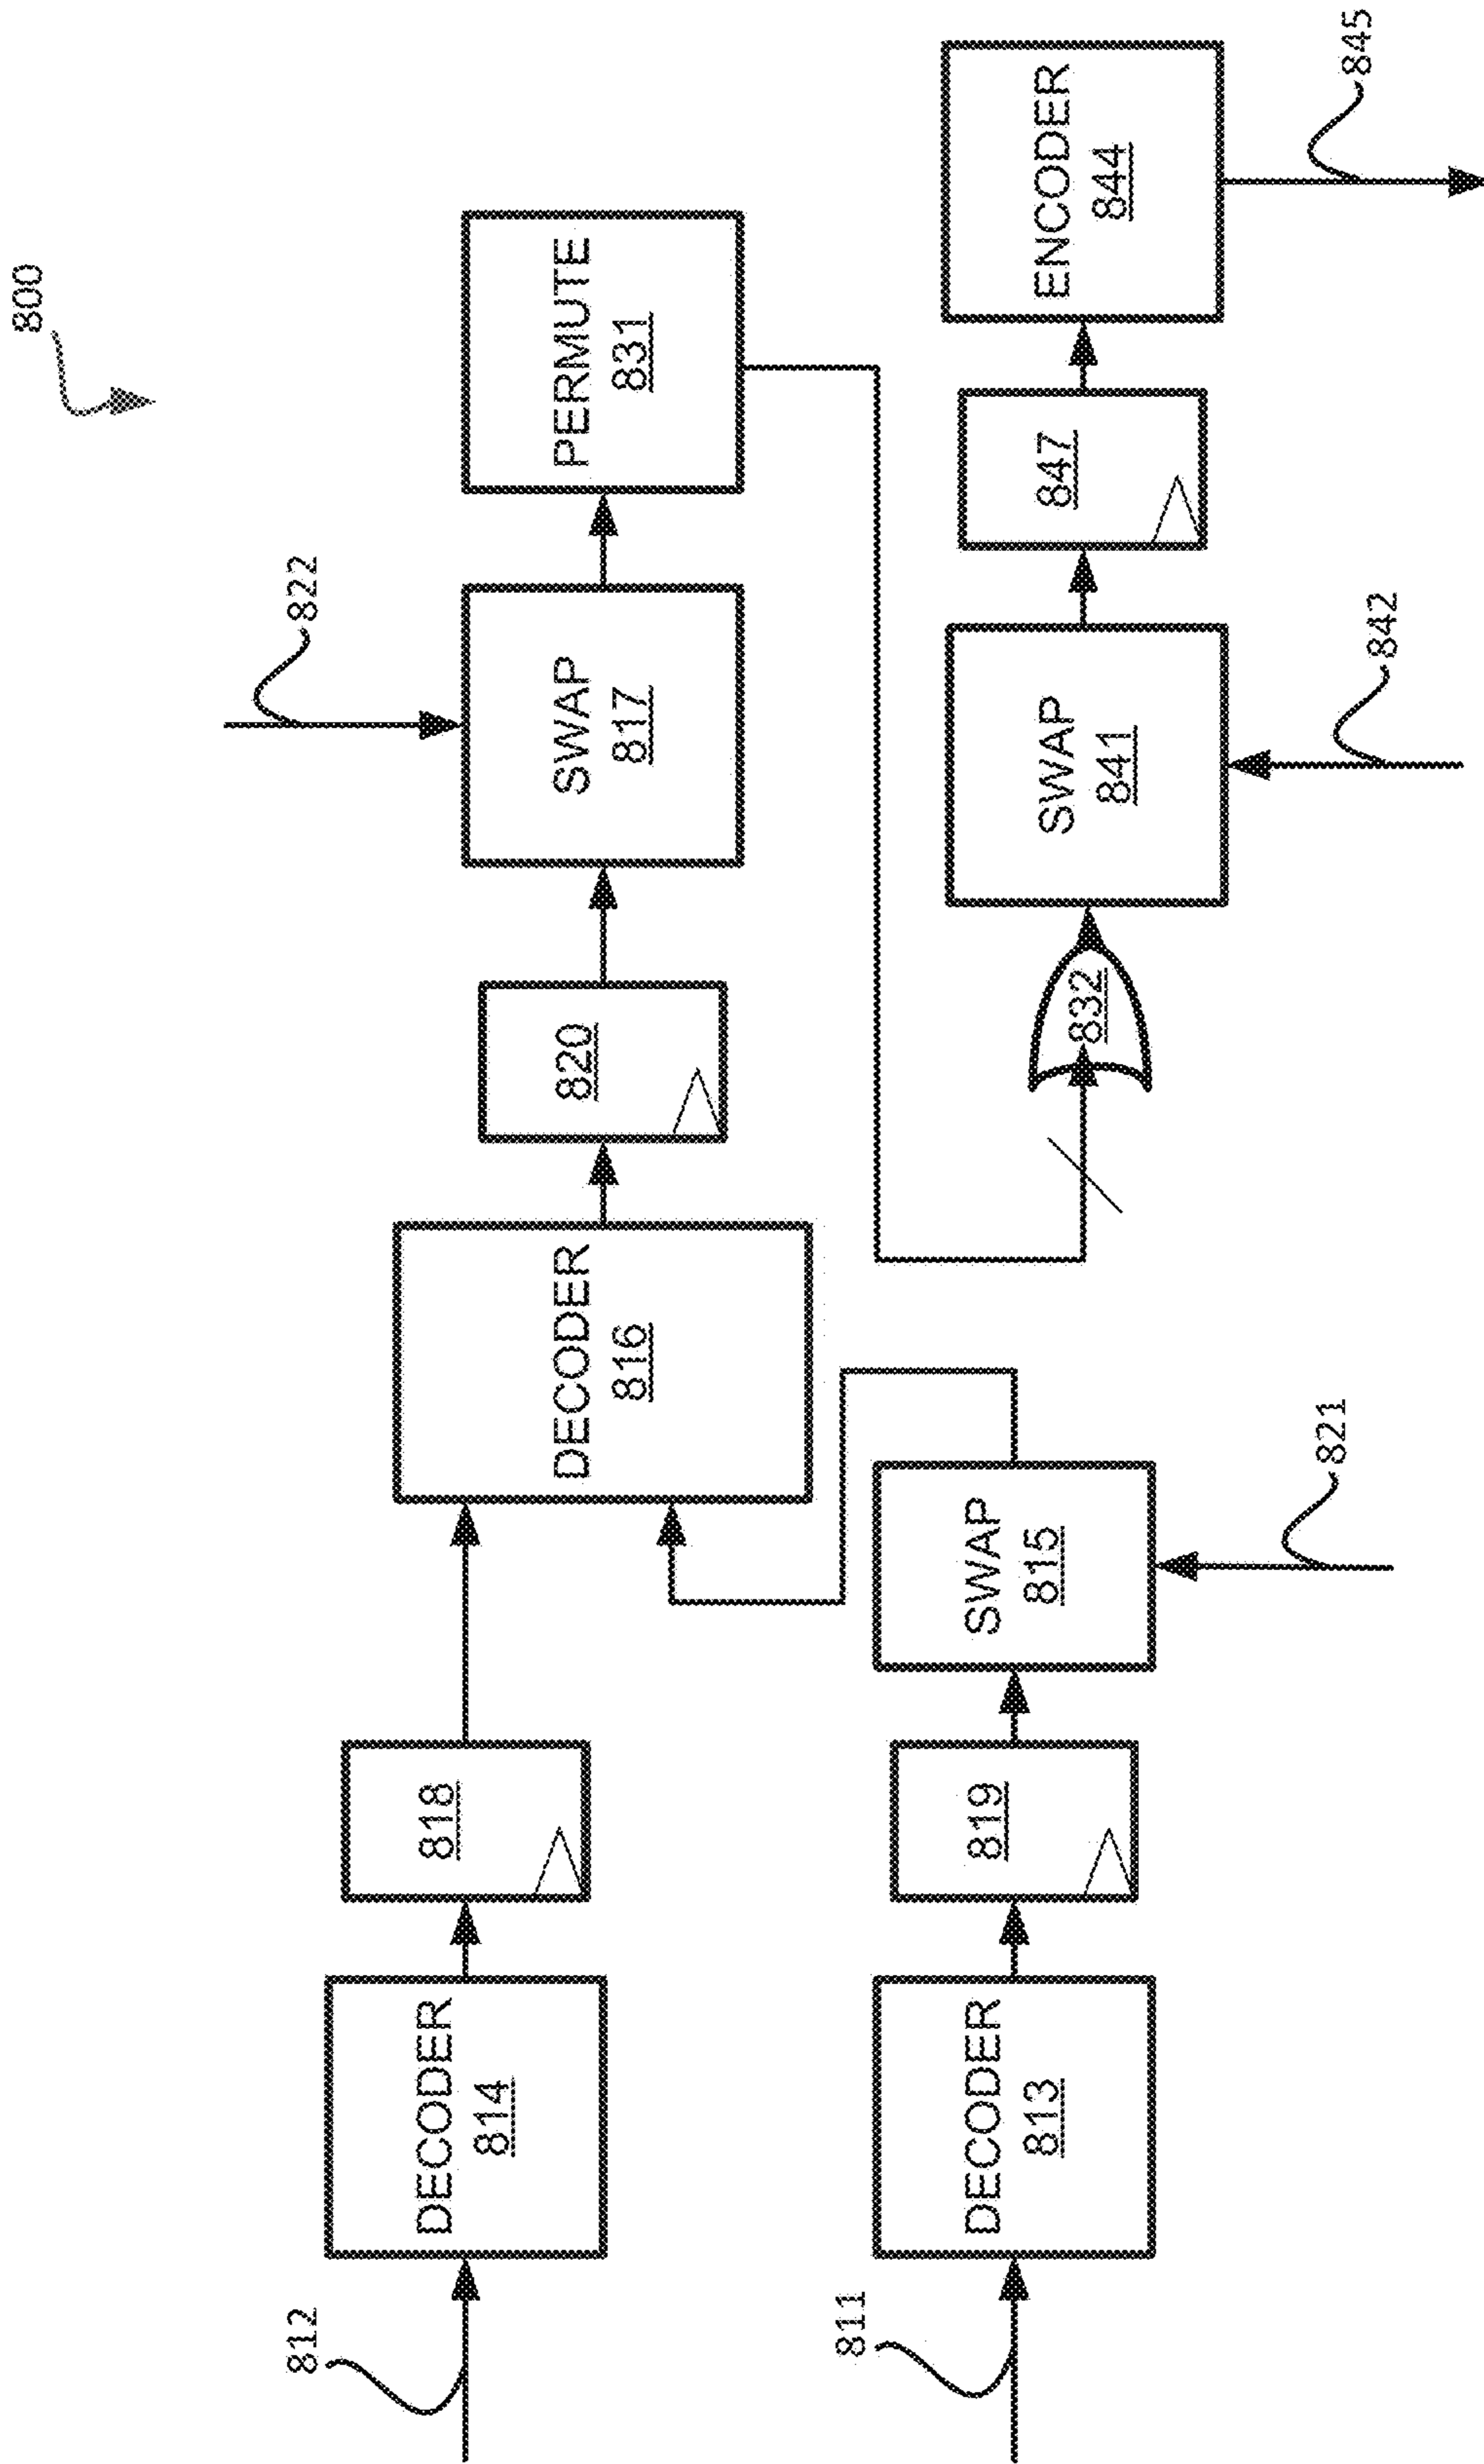 800
812
DECODER
814
818
DECODER
816
820
822
SWAP
817
PERMUTE
831
811
DECODER
813
819
SWAP
815
821
832
SWAP
841
842
847
ENCODER
844
845